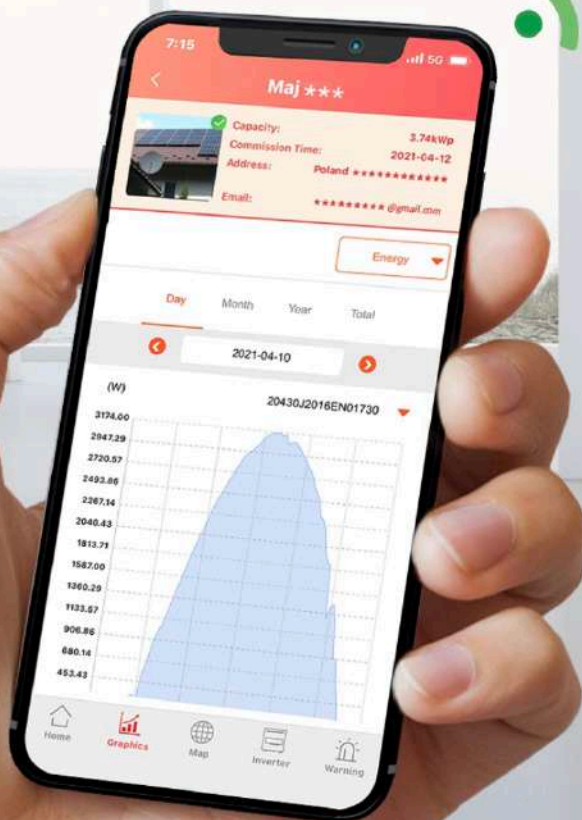 7:15
5G
Maj ***
Capacity: 3.74kWp
Commission Time: 2021-04-12
Address: Poland ************
Email: ********* @gmail.com
Energy
Day Month Year Total
2021-04-10
(W) 20430J2016EN01730
3174.00
2947.29
2720.57
2493.86
2267.14
2040.43
1813.71
1587.00
1360.29
1133.57
906.86
680.14
453.43
Home Graphics Map Inverter Warning